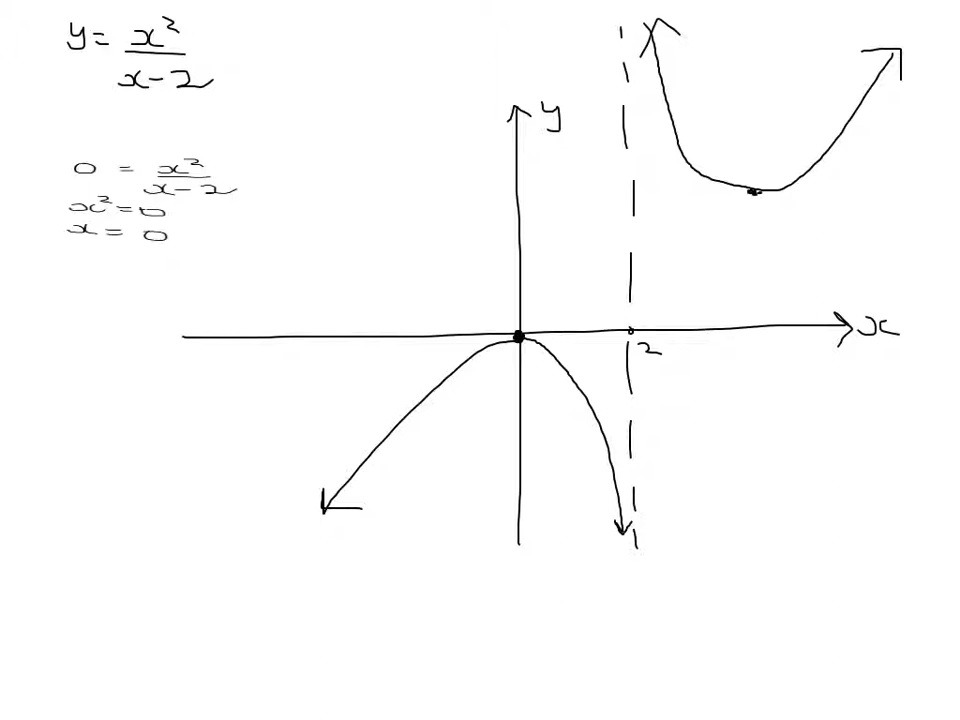 y = x²/(x-2)
0 = x²/(x-2)
x² = 0
x = 0
y
x
2